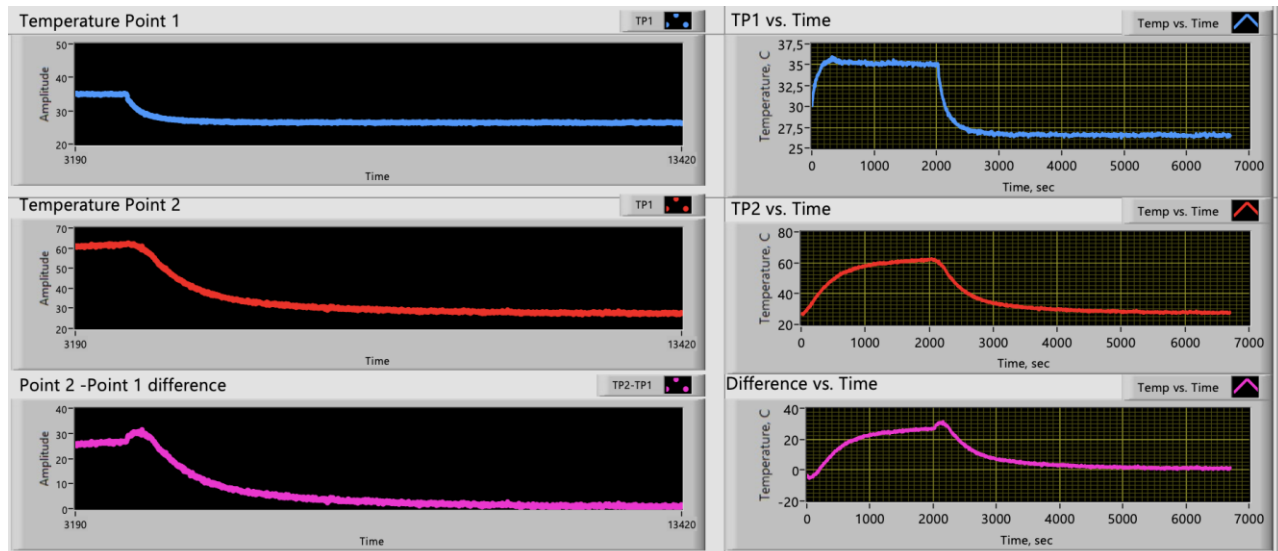 Temperature Point 1
TP1
Amplitude
50
40
30
20
3190
13420
Time
TP1 vs. Time
Temp vs. Time
Temperature, C
37,5
35
32,5
30
27,5
25
0 1000 2000 3000 4000 5000 6000 7000
Time, sec
Temperature Point 2
TP1
Amplitude
70
60
50
40
30
20
3190
13420
Time
TP2 vs. Time
Temp vs. Time
Temperature, C
80
60
40
20
0 1000 2000 3000 4000 5000 6000 7000
Time, sec
Point 2 -Point 1 difference
TP2-TP1
Amplitude
40
30
20
10
0
3190
13420
Time
Difference vs. Time
Temp vs. Time
Temperature, C
40
20
0
-20
0 1000 2000 3000 4000 5000 6000 7000
Time, sec